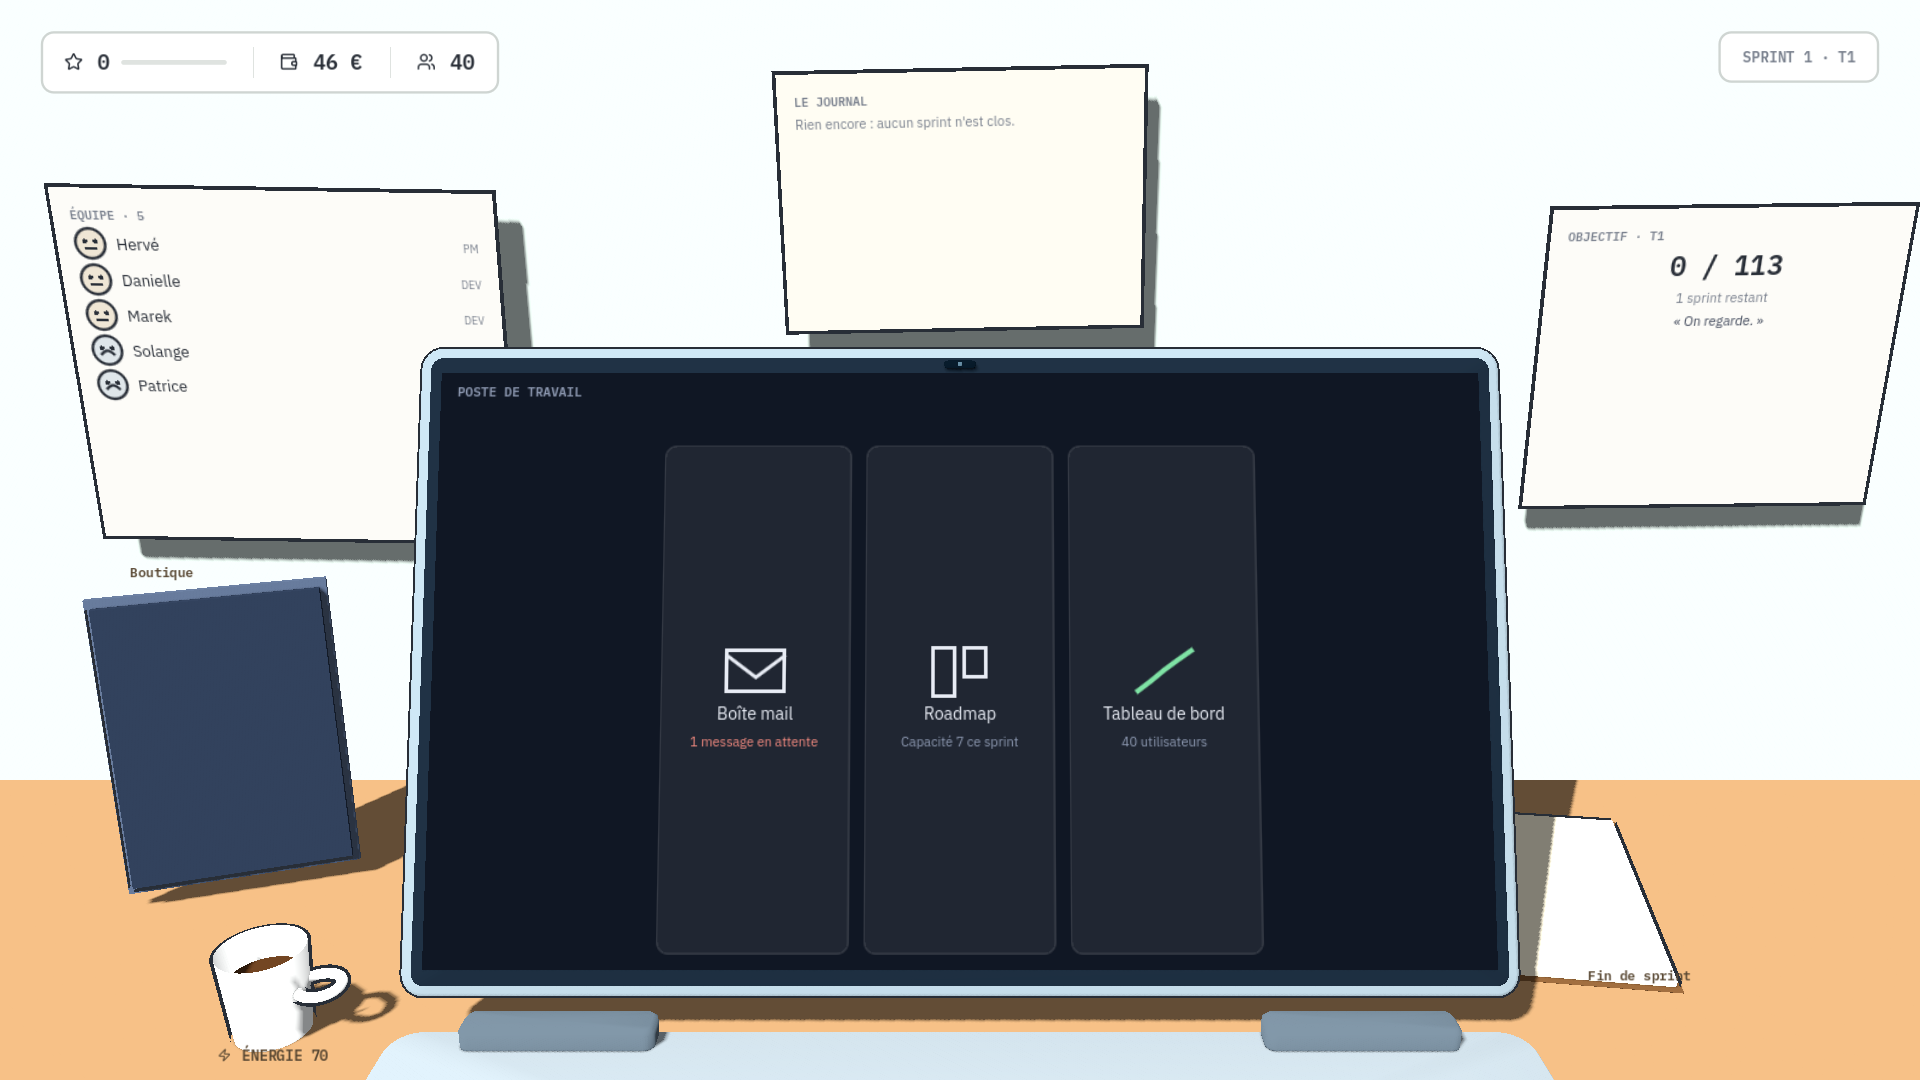 0
46 €
40
SPRINT 1 · T1
LE JOURNAL
Rien encore : aucun sprint n'est clos.
ÉQUIPE · 5
Hervé PM
Danielle DEV
Marek DEV
Solange
Patrice
OBJECTIF · T1
0 / 113
1 sprint restant
« On regarde. »
POSTE DE TRAVAIL
Boîte mail
1 message en attente
Roadmap
Capacité 7 ce sprint
Tableau de bord
40 utilisateurs
Boutique
Fin de sprint
ÉNERGIE 70